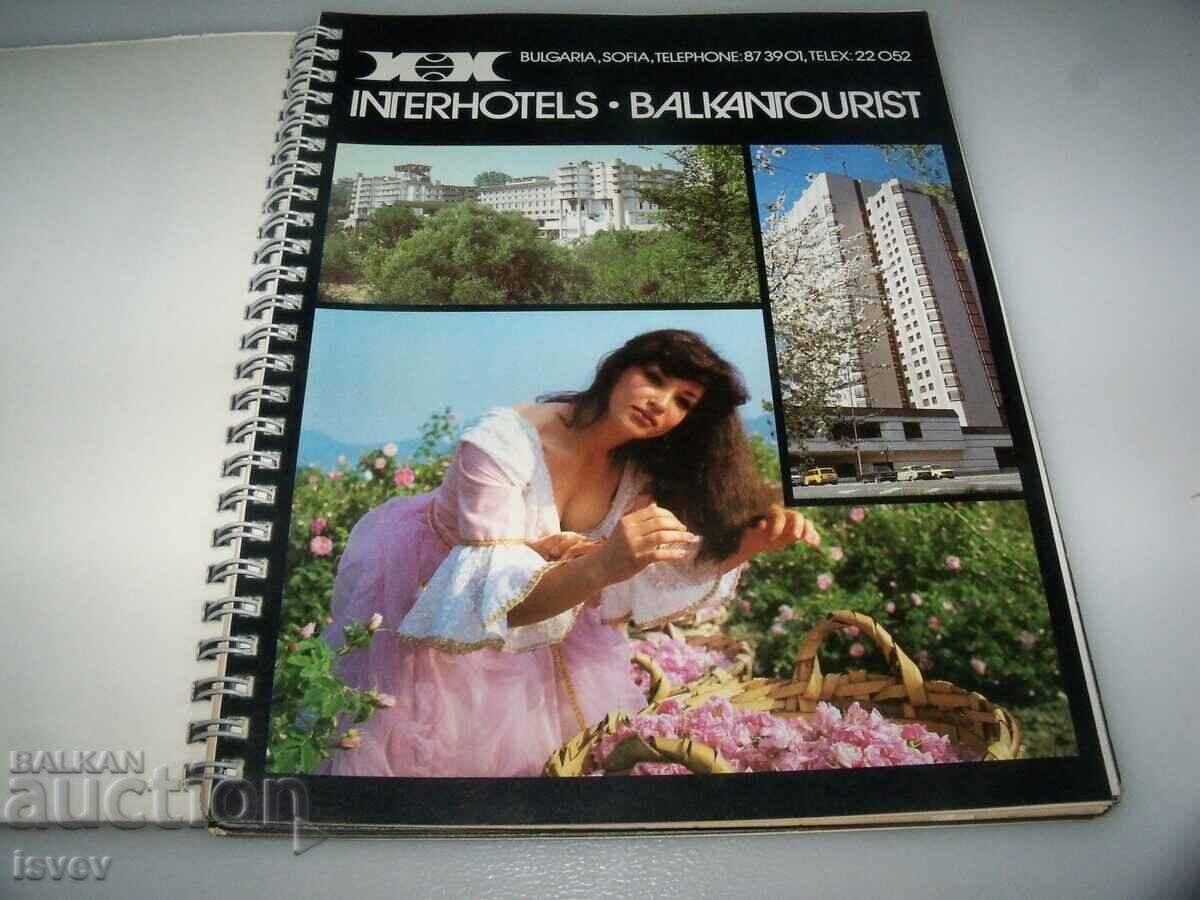 BULGARIA, SOFIA, TELEPHONE: 87 39 01, TELEX: 22 052
INTERHOTELS • BALKANTOURIST
BALKAN
auction
isvev